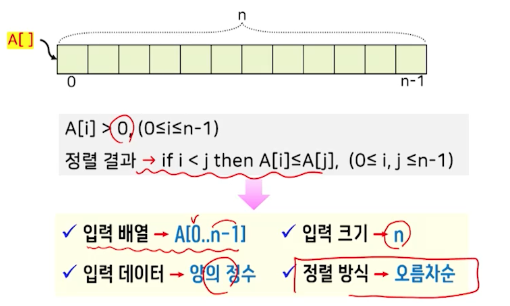 n
A[ ]
0 n-1
A[i] > 0, (0≤i≤n-1)
정렬 결과 → if i < j then A[i]≤A[j], (0≤ i, j ≤n-1)
✓ 입력 배열 → A[0..n-1] ✓ 입력 크기 → n
✓ 입력 데이터 → 양의 정수 ✓ 정렬 방식 → 오름차순